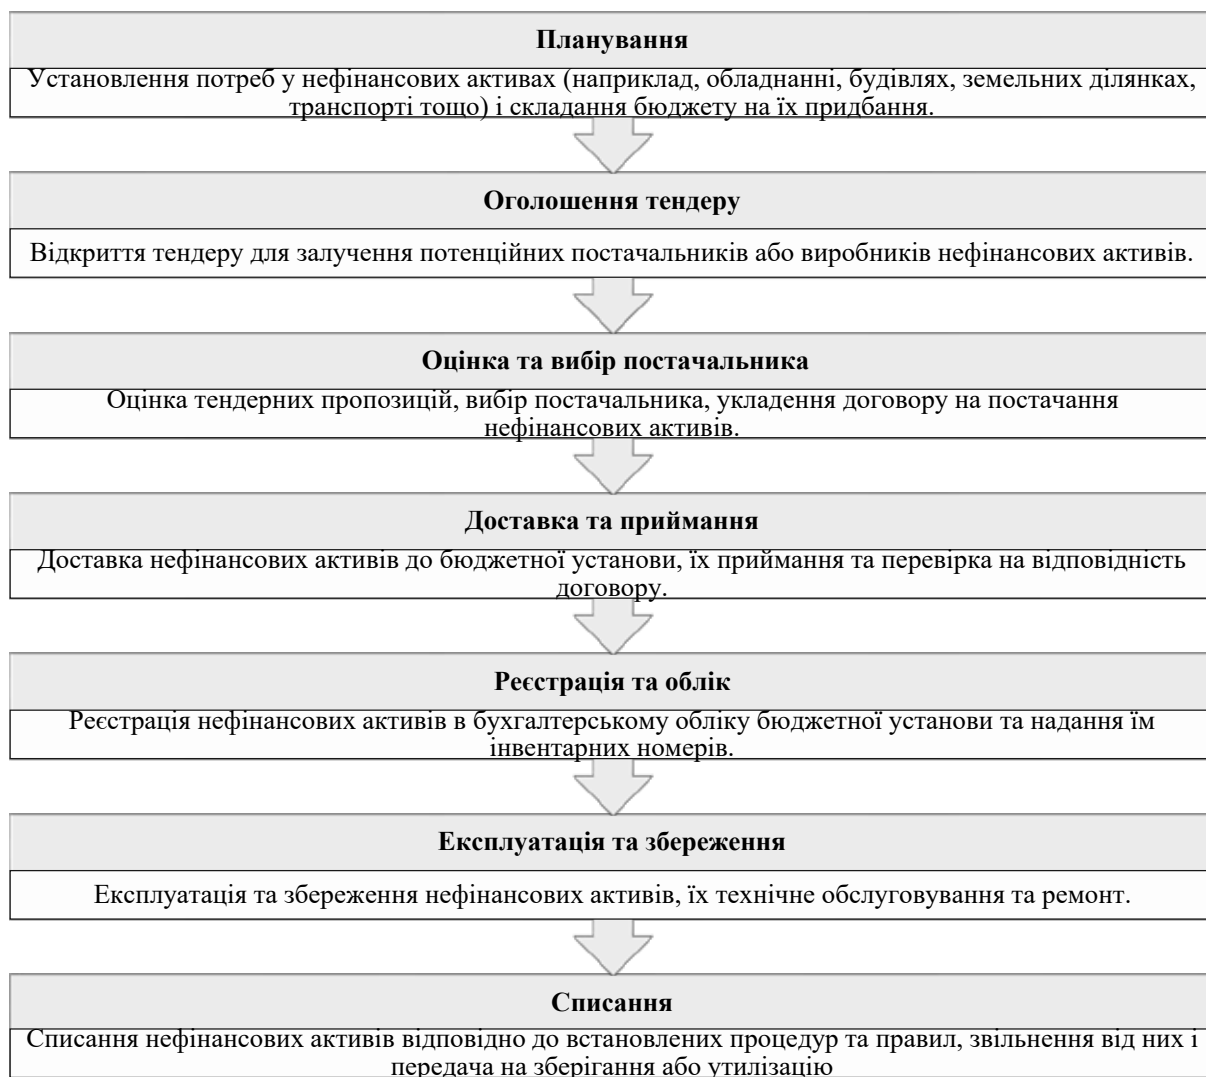 Планування
Установлення потреб у нефінансових активах (наприклад, обладнанні, будівлях, земельних ділянках,
транспорті тощо) і складання бюджету на їх придбання.
Оголошення тендеру
Відкриття тендеру для залучення потенційних постачальників або виробників нефінансових активів.
Оцінка та вибір постачальника
Оцінка тендерних пропозицій, вибір постачальника, укладення договору на постачання
нефінансових активів.
Доставка та приймання
Доставка нефінансових активів до бюджетної установи, їх приймання та перевірка на відповідність
договору.
Реєстрація та облік
Реєстрація нефінансових активів в бухгалтерському обліку бюджетної установи та надання їм
інвентарних номерів.
Експлуатація та збереження
Експлуатація та збереження нефінансових активів, їх технічне обслуговування та ремонт.
Списання
Списання нефінансових активів відповідно до встановлених процедур та правил, звільнення від них і
передача на зберігання або утилізацію